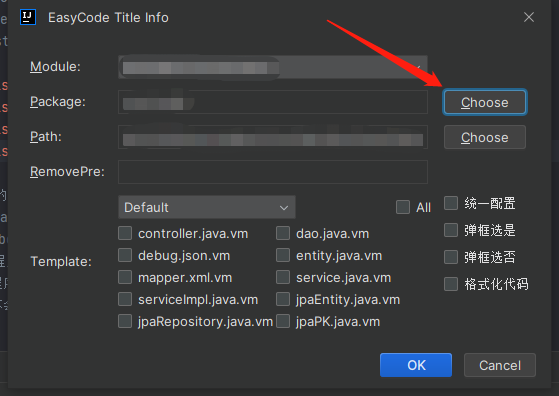 EasyCode Title Info
Module:
Package:
Choose
Path:
Choose
RemovePre:
Default
All
统一配置
controller.java.vm
dao.java.vm
弹框选是
Template:
debug.json.vm
entity.java.vm
弹框选否
mapper.xml.vm
service.java.vm
格式化代码
serviceImpl.java.vm
jpaEntity.java.vm
jpaRepository.java.vm
jpaPK.java.vm
OK
Cancel